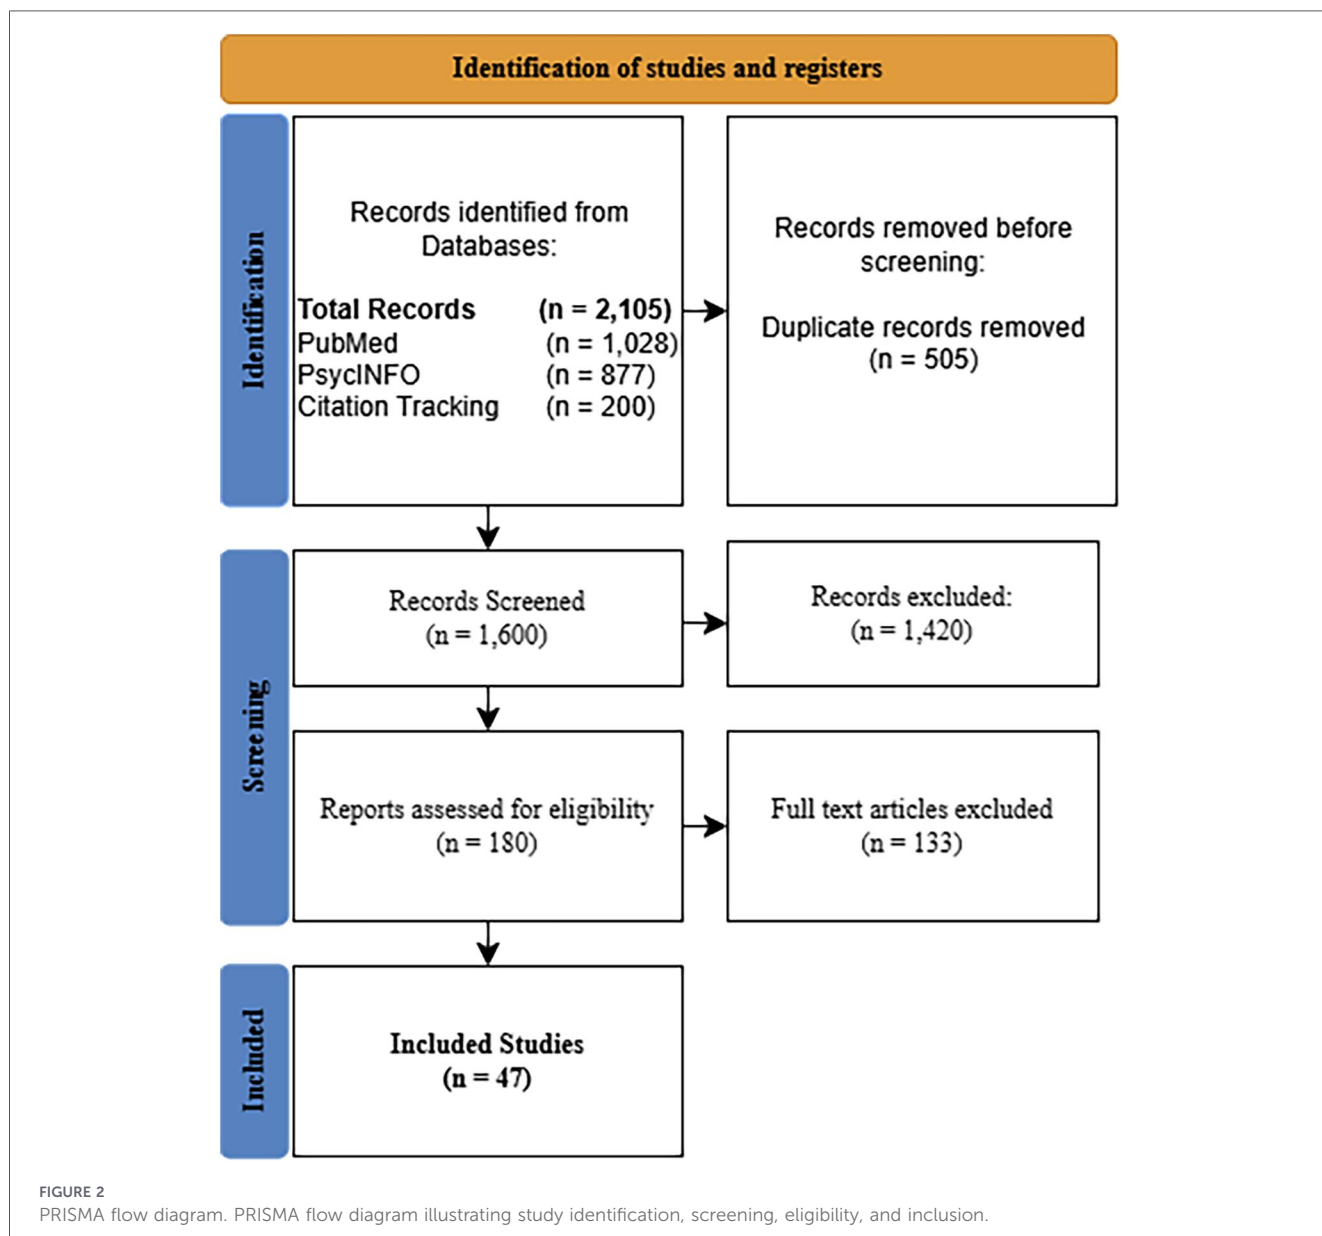 Identification of studies and registers
Identification
Records identified from
Databases:
Total Records (n = 2,105)
PubMed (n = 1,028)
PsycINFO (n = 877)
Citation Tracking (n = 200)
Records removed before
screening:
Duplicate records removed
(n = 505)
Screening
Records Screened
(n = 1,600)
Records excluded:
(n = 1,420)
Reports assessed for eligibility
(n = 180)
Full text articles excluded
(n = 133)
Included
Included Studies
(n = 47)
FIGURE 2
PRISMA flow diagram. PRISMA flow diagram illustrating study identification, screening, eligibility, and inclusion.